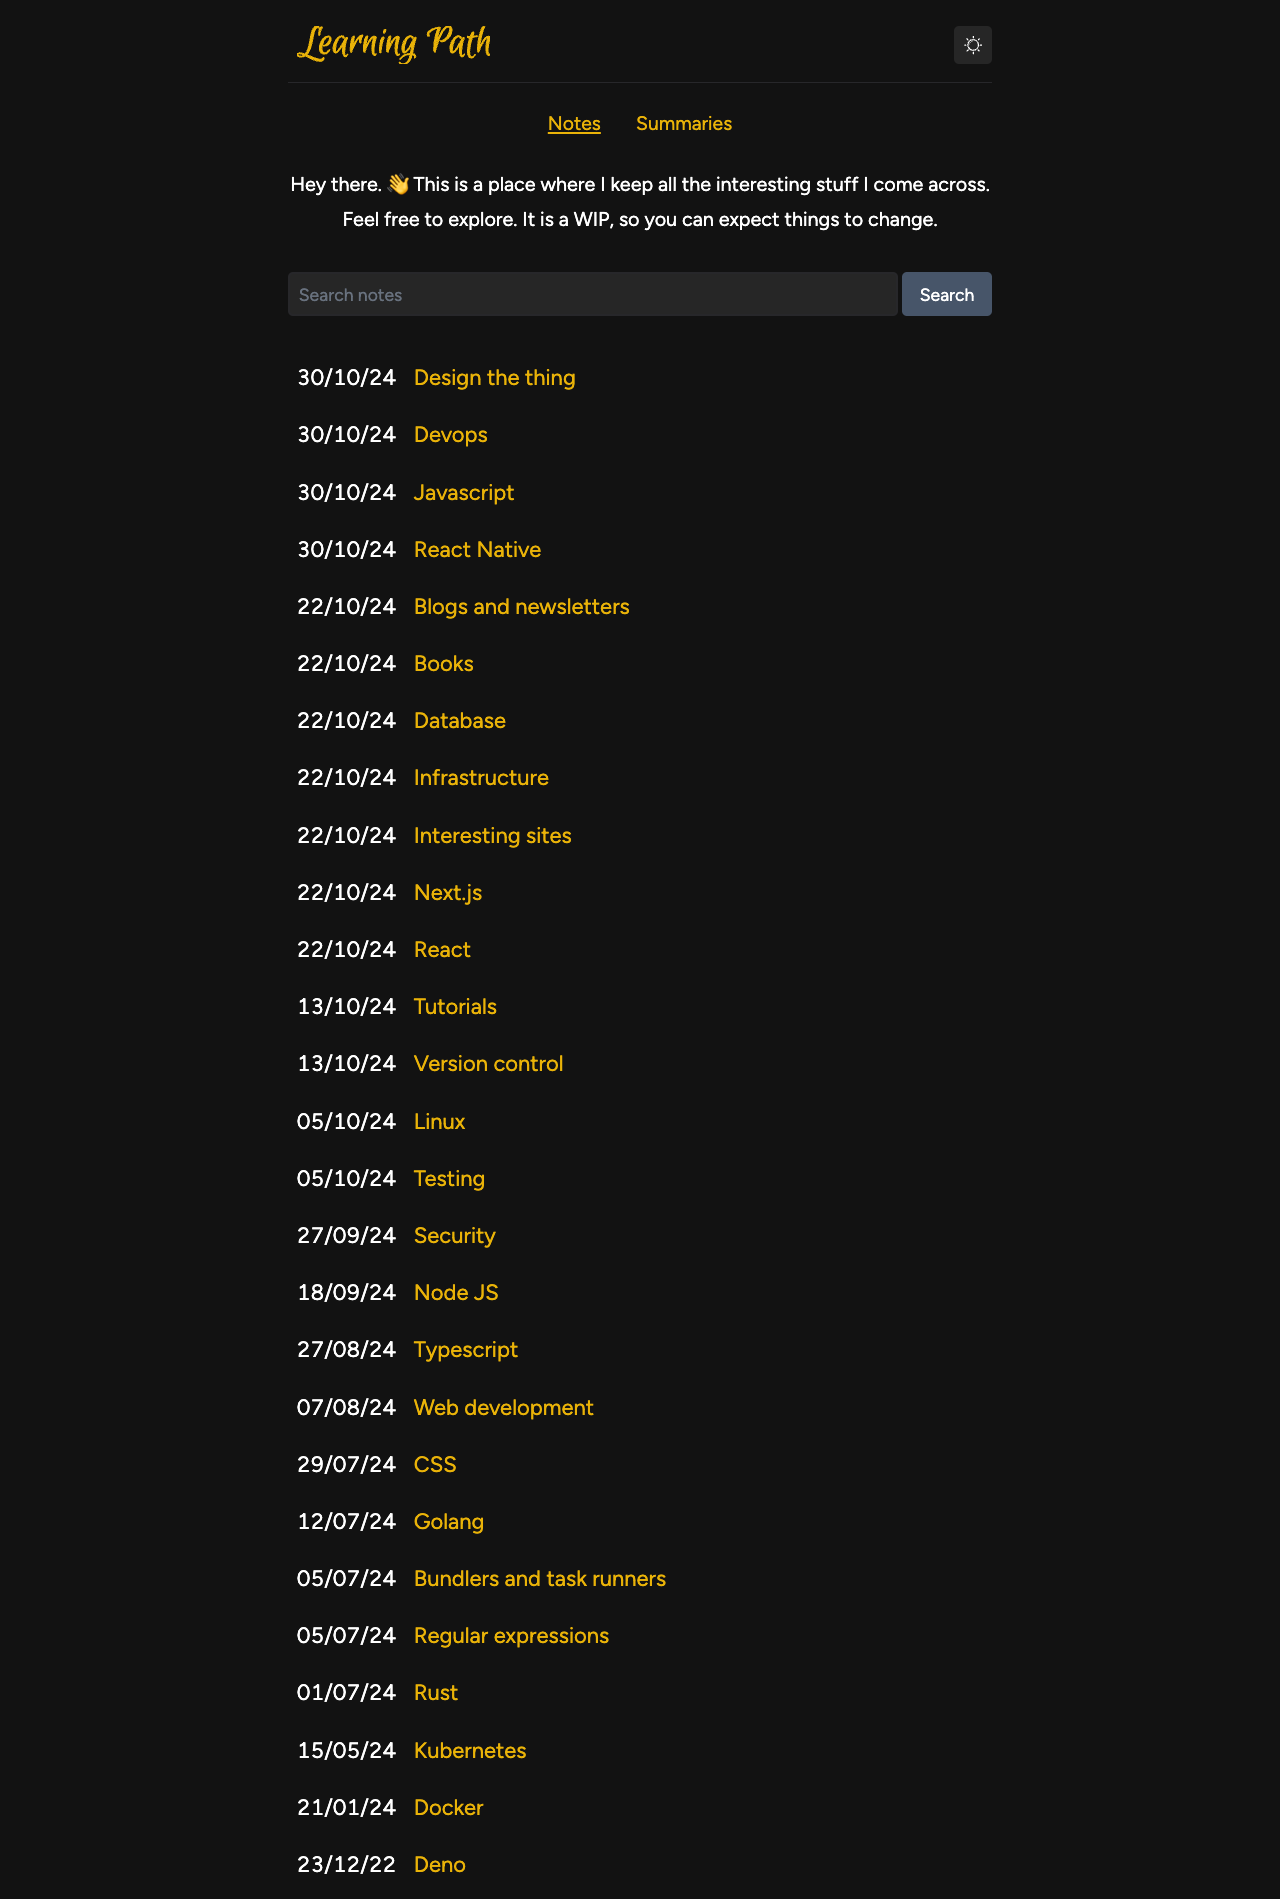 Learning Path
Notes Summaries
Hey there. 👋 This is a place where I keep all the interesting stuff I come across.
Feel free to explore. It is a WIP, so you can expect things to change.
Search notes Search
30/10/24 Design the thing
30/10/24 Devops
30/10/24 Javascript
30/10/24 React Native
22/10/24 Blogs and newsletters
22/10/24 Books
22/10/24 Database
22/10/24 Infrastructure
22/10/24 Interesting sites
22/10/24 Next.js
22/10/24 React
13/10/24 Tutorials
13/10/24 Version control
05/10/24 Linux
05/10/24 Testing
27/09/24 Security
18/09/24 Node JS
27/08/24 Typescript
07/08/24 Web development
29/07/24 CSS
12/07/24 Golang
05/07/24 Bundlers and task runners
05/07/24 Regular expressions
01/07/24 Rust
15/05/24 Kubernetes
21/01/24 Docker
23/12/22 Deno